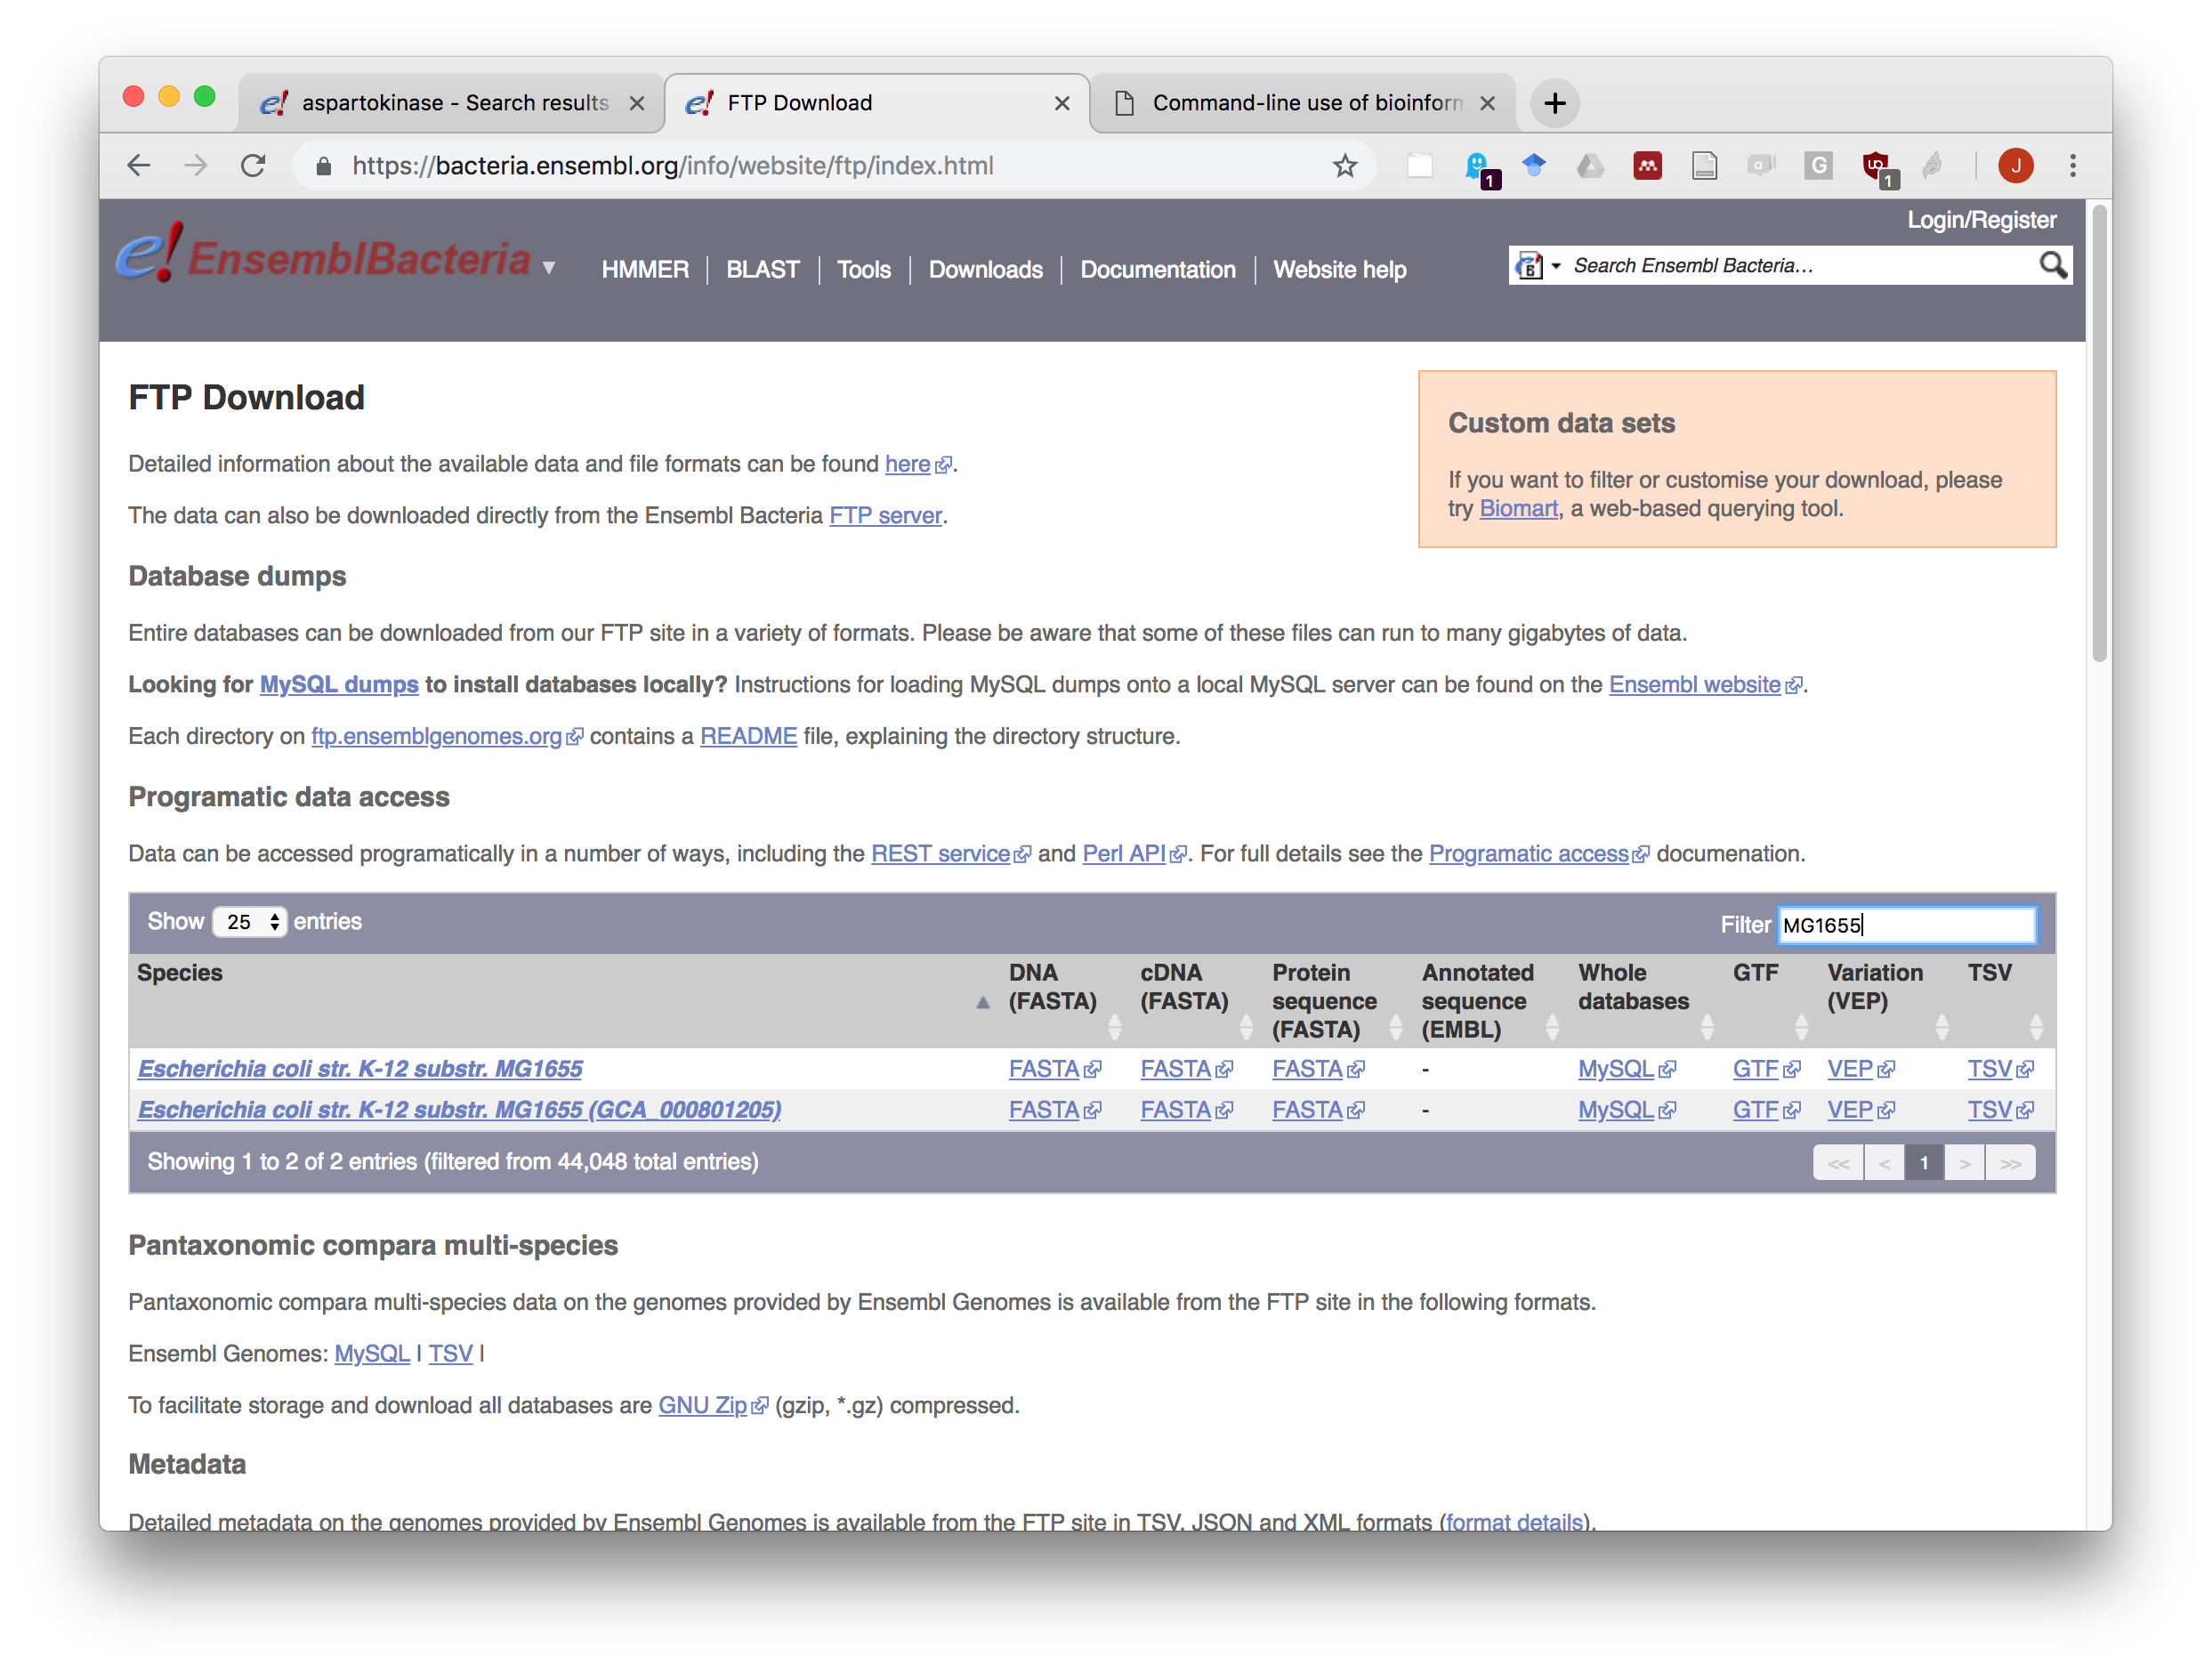 aspartokinase - Search results
FTP Download
Command-line use of bioinform
https://bacteria.ensembl.org/info/website/ftp/index.html
1
G
1
J
Login/Register
e! EnsemblBacteria
HMMER
BLAST
Tools
Downloads
Documentation
Website help
Search Ensembl Bacteria...
FTP Download
Detailed information about the available data and file formats can be found here.
The data can also be downloaded directly from the Ensembl Bacteria FTP server.
Custom data sets
If you want to filter or customise your download, please
try Biomart, a web-based querying tool.
Database dumps
Entire databases can be downloaded from our FTP site in a variety of formats. Please be aware that some of these files can run to many gigabytes of data.
Looking for MySQL dumps to install databases locally? Instructions for loading MySQL dumps onto a local MySQL server can be found on the Ensembl website.
Each directory on ftp.ensemblgenomes.org contains a README file, explaining the directory structure.
Programatic data access
Data can be accessed programatically in a number of ways, including the REST service and Perl API. For full details see the Programatic access documenation.
Show 25 entries
Filter MG1655
Species
DNA (FASTA)
cDNA (FASTA)
Protein sequence (FASTA)
Annotated sequence (EMBL)
Whole databases
GTF
Variation (VEP)
TSV
Escherichia coli str. K-12 substr. MG1655 FASTA FASTA FASTA - MySQL GTF VEP TSV
Escherichia coli str. K-12 substr. MG1655 (GCA_000801205) FASTA FASTA FASTA - MySQL GTF VEP TSV
Showing 1 to 2 of 2 entries (filtered from 44,048 total entries)
<< < 1 > >>
Pantaxonomic compara multi-species
Pantaxonomic compara multi-species data on the genomes provided by Ensembl Genomes is available from the FTP site in the following formats.
Ensembl Genomes: MySQL | TSV |
To facilitate storage and download all databases are GNU Zip (gzip, *.gz) compressed.
Metadata
Detailed metadata on the genomes provided by Ensembl Genomes is available from the FTP site in TSV, JSON and XML formats (format details).